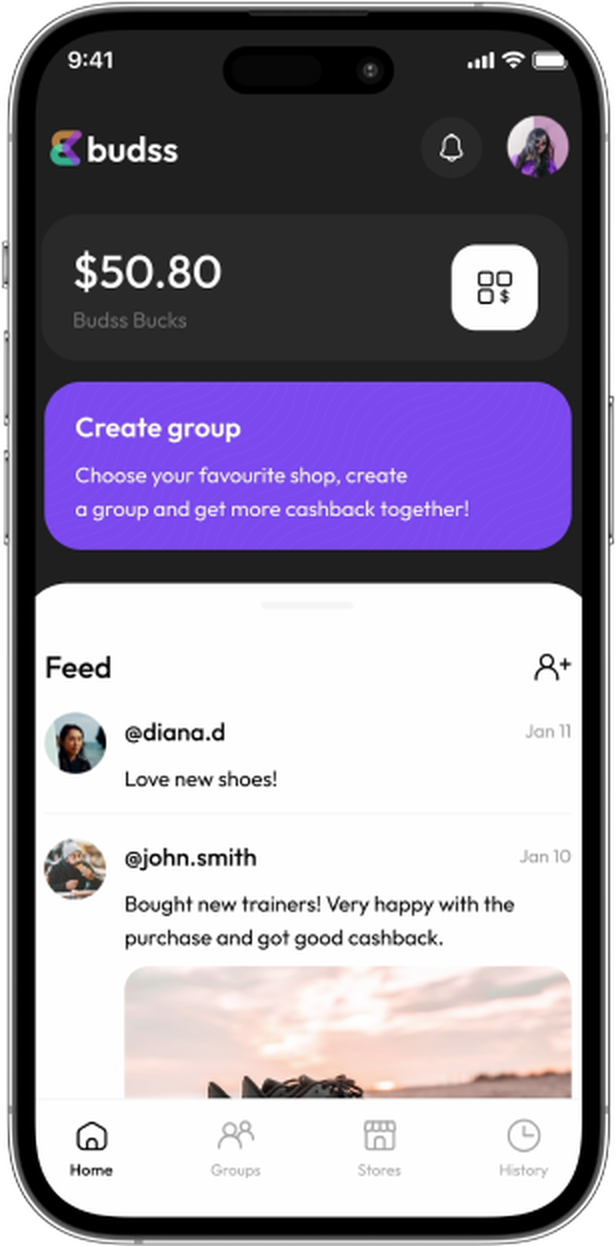 9:41
budss
$50.80
Budss Bucks
$
Create group
Choose your favourite shop, create
a group and get more cashback together!
Feed
@diana.d
Jan 11
Love new shoes!
@john.smith
Jan 10
Bought new trainers! Very happy with the
purchase and got good cashback.
Home
Groups
Stores
History